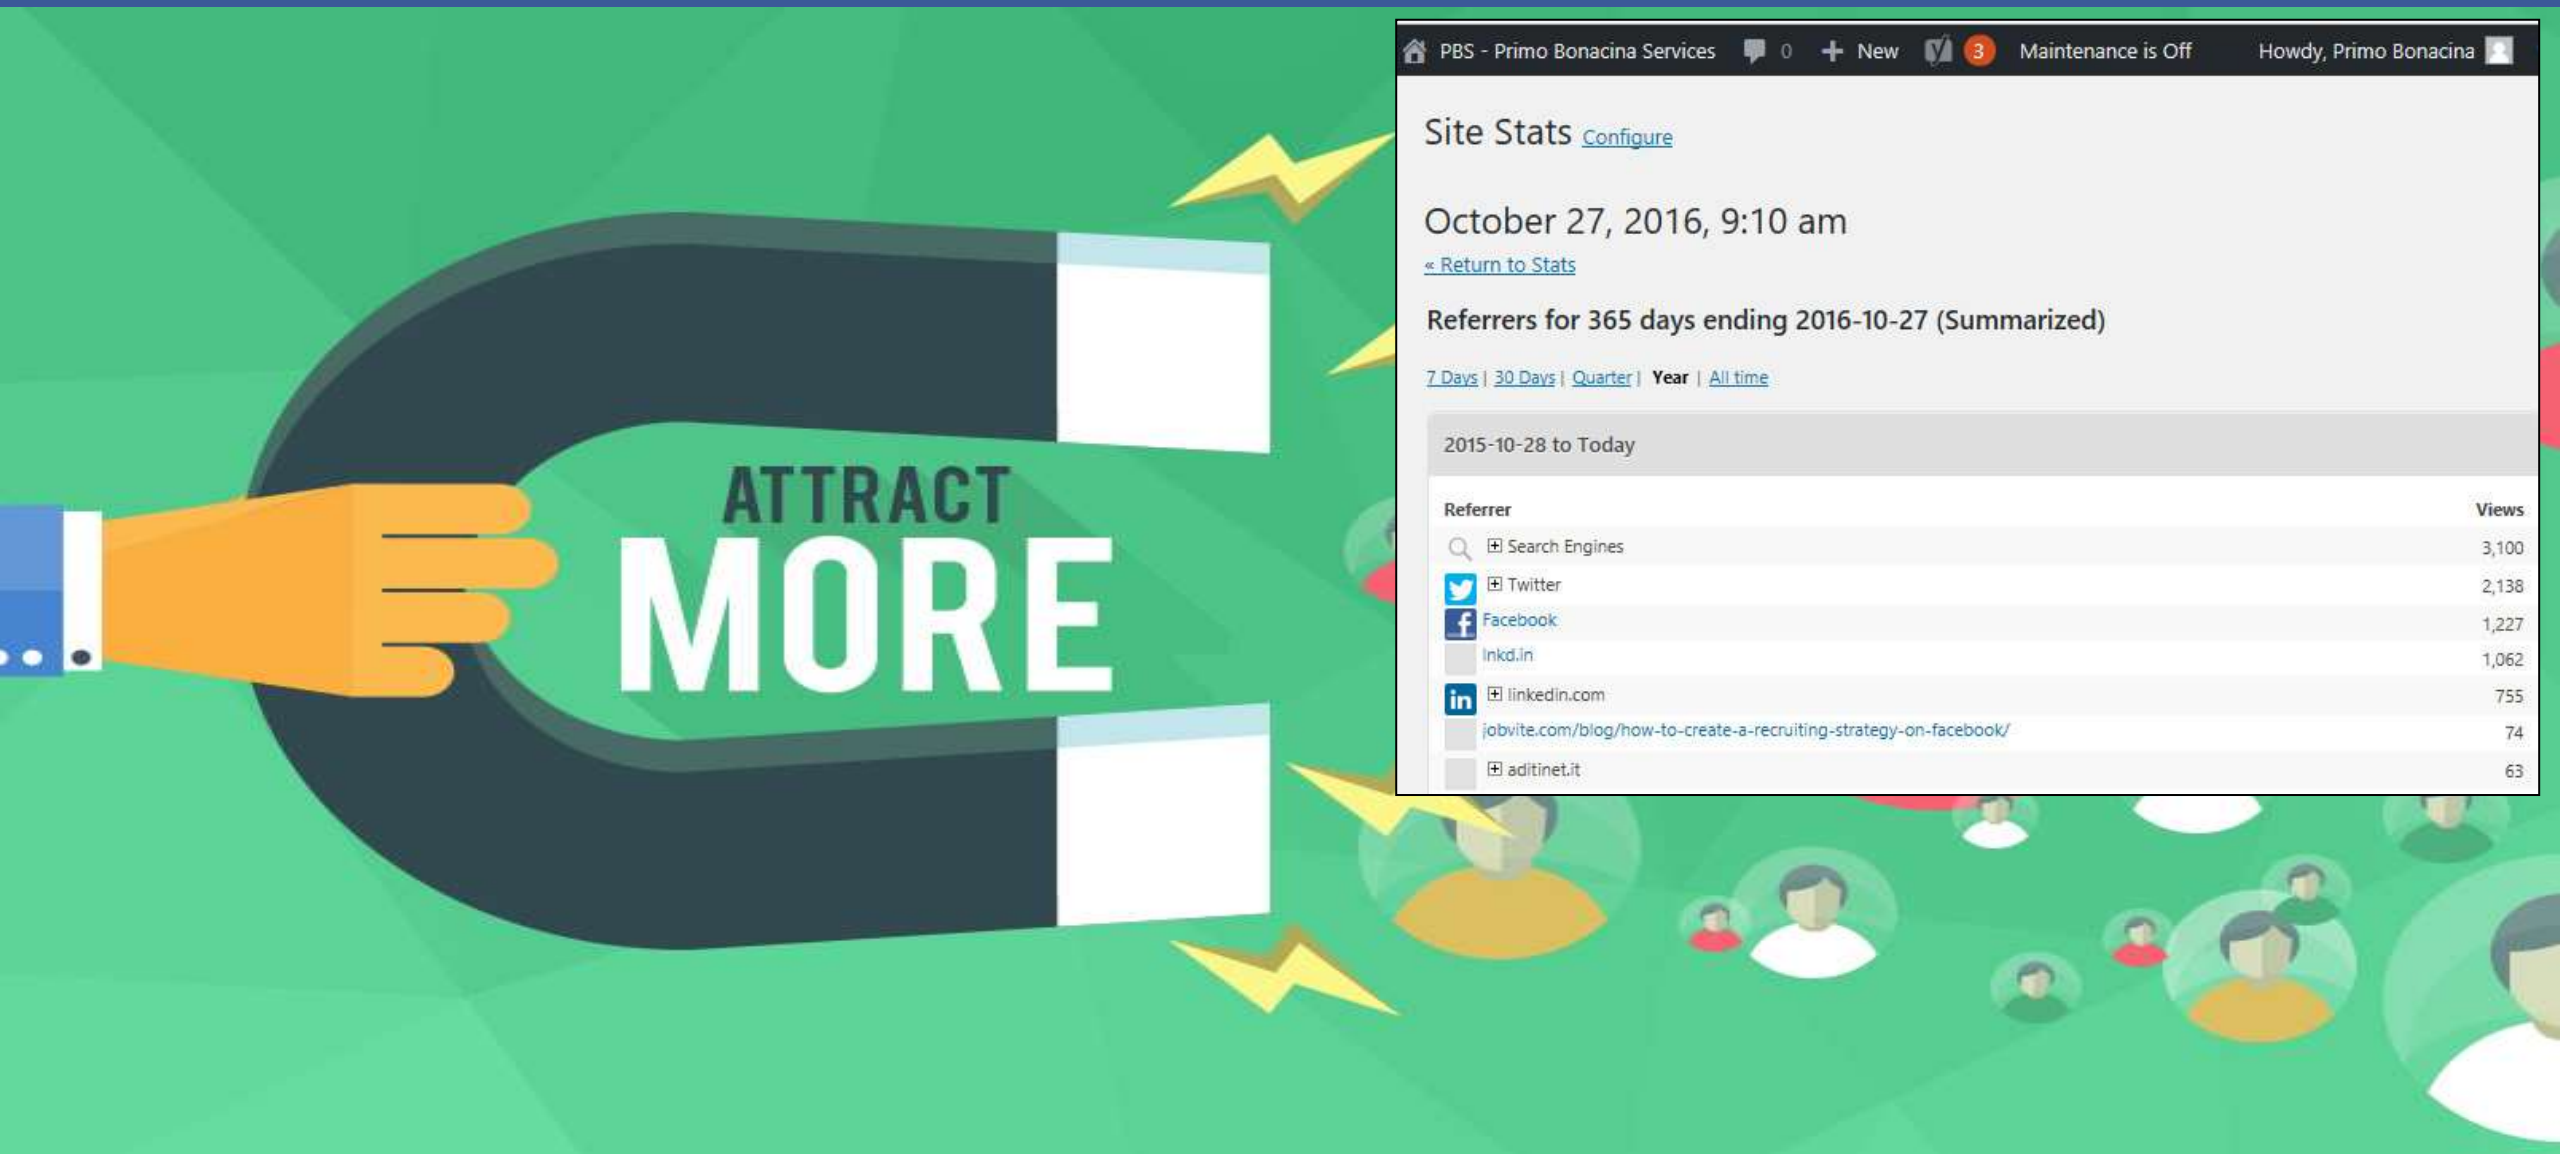 ATTRACT
MORE
PBS - Primo Bonacina Services 0 + New 3 Maintenance is Off Howdy, Primo Bonacina
Site Stats Configure
October 27, 2016, 9:10 am
« Return to Stats
Referrers for 365 days ending 2016-10-27 (Summarized)
7 Days | 30 Days | Quarter | Year | All time
2015-10-28 to Today
Referrer Views
Search Engines 3,100
Twitter 2,138
Facebook 1,227
lnkd.in 1,062
in linkedin.com 755
jobvite.com/blog/how-to-create-a-recruiting-strategy-on-facebook/ 74
aditinet.it 63